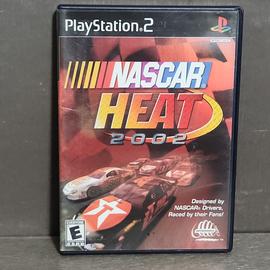 PlayStation 2
NASCAR
HEAT
2002
Designed by
NASCAR Drivers,
Raced by their Fans!
E